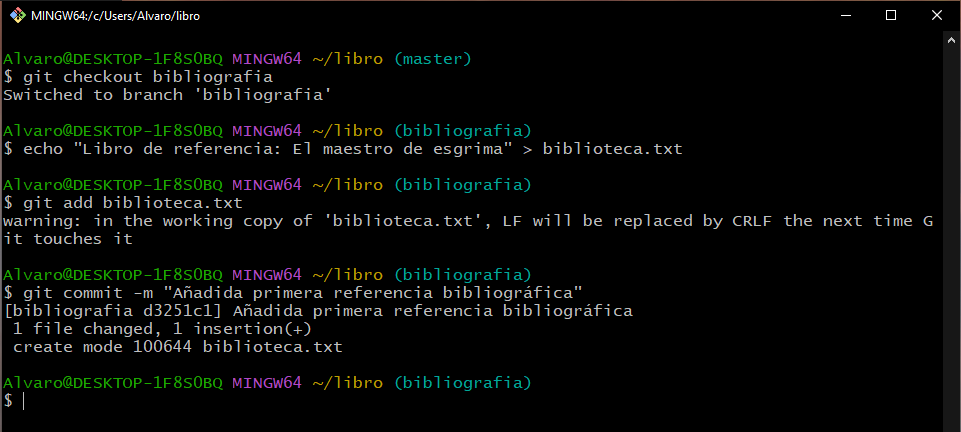 MINGW64:/c/Users/Alvaro/libro
Alvaro@DESKTOP-1F8S0BQ MINGW64 ~/libro (master)
$ git checkout bibliografia
Switched to branch 'bibliografia'
Alvaro@DESKTOP-1F8S0BQ MINGW64 ~/libro (bibliografia)
$ echo "Libro de referencia: El maestro de esgrima" > biblioteca.txt
Alvaro@DESKTOP-1F8S0BQ MINGW64 ~/libro (bibliografia)
$ git add biblioteca.txt
warning: in the working copy of 'biblioteca.txt', LF will be replaced by CRLF the next time G
it touches it
Alvaro@DESKTOP-1F8S0BQ MINGW64 ~/libro (bibliografia)
$ git commit -m "Añadida primera referencia bibliográfica"
[bibliografia d3251c1] Añadida primera referencia bibliográfica
 1 file changed, 1 insertion(+)
 create mode 100644 biblioteca.txt
Alvaro@DESKTOP-1F8S0BQ MINGW64 ~/libro (bibliografia)
$